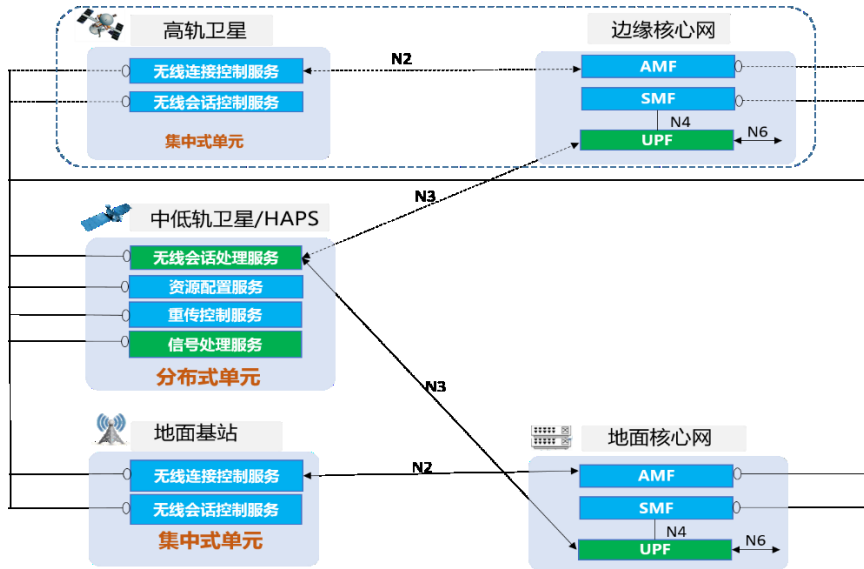 高轨卫星
边缘核心网
无线连接控制服务
N2
AMF
无线会话控制服务
SMF
集中式单元
N4
UPF
N6
N3
中低轨卫星/HAPS
无线会话处理服务
资源配置服务
重传控制服务
信号处理服务
分布式单元
N3
地面基站
地面核心网
无线连接控制服务
N2
AMF
无线会话控制服务
SMF
集中式单元
N4
UPF
N6